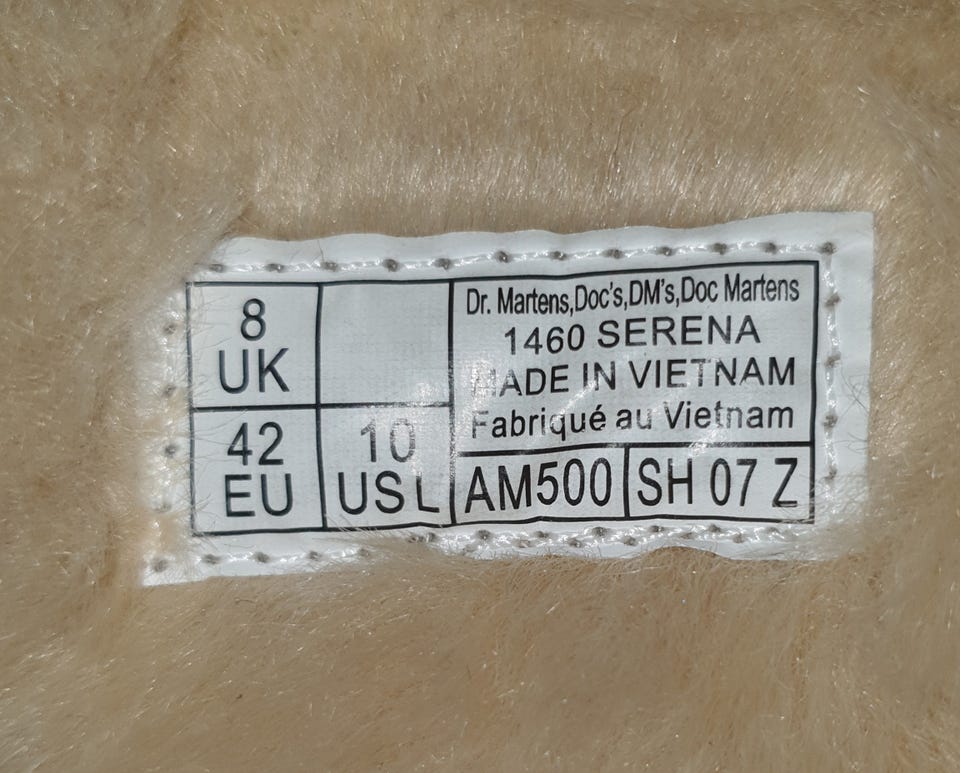 8
UK
42
EU
10
US L
Dr. Martens,Doc's,DM's,Doc Martens
1460 SERENA
MADE IN VIETNAM
Fabriqué au Vietnam
AM500
SH 07 Z